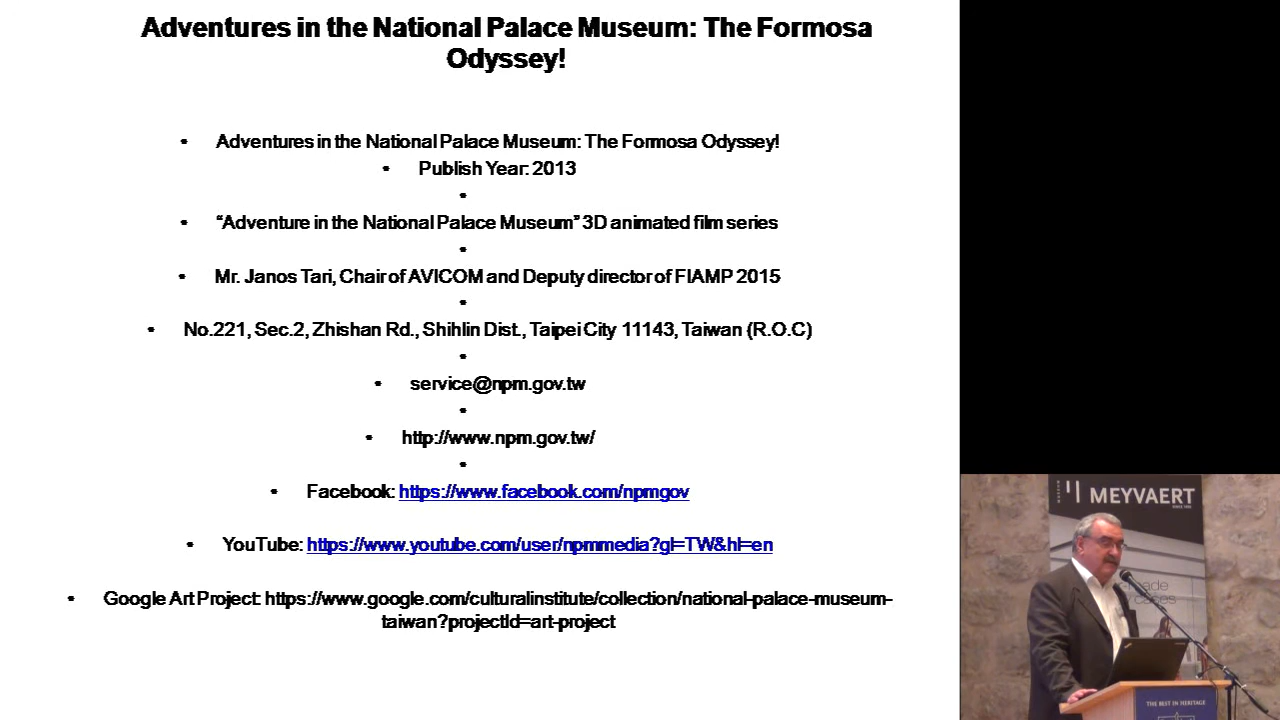 Adventures in the National Palace Museum: The Formosa
Odyssey!
• Adventures in the National Palace Museum: The Formosa Odyssey!
• Publish Year: 2013
•
• “Adventure in the National Palace Museum” 3D animated film series
•
• Mr. Janos Tari, Chair of AVICOM and Deputy director of FIAMP 2015
•
• No.221, Sec.2, Zhishan Rd., Shihlin Dist., Taipei City 11143, Taiwan (R.O.C)
•
• service@npm.gov.tw
•
• http://www.npm.gov.tw/
•
• Facebook: https://www.facebook.com/npmgov
• YouTube: https://www.youtube.com/user/npmmedia?gl=TW&hl=en
• Google Art Project: https://www.google.com/culturalinstitute/collection/national-palace-museum-
taiwan?projectId=art-project
MEYVAERT
THE BEST IN HERITAGE